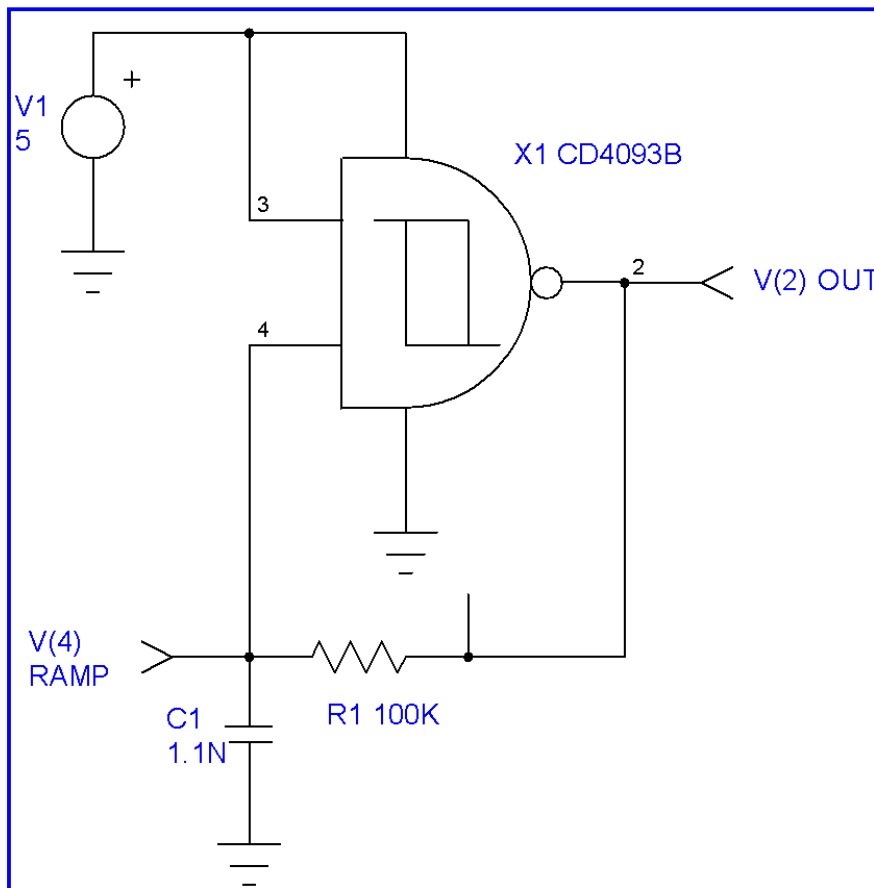 +
V1
5
X1 CD4093B
3
2
V(2) OUT
4
V(4)
RAMP
R1 100K
C1
1.1N